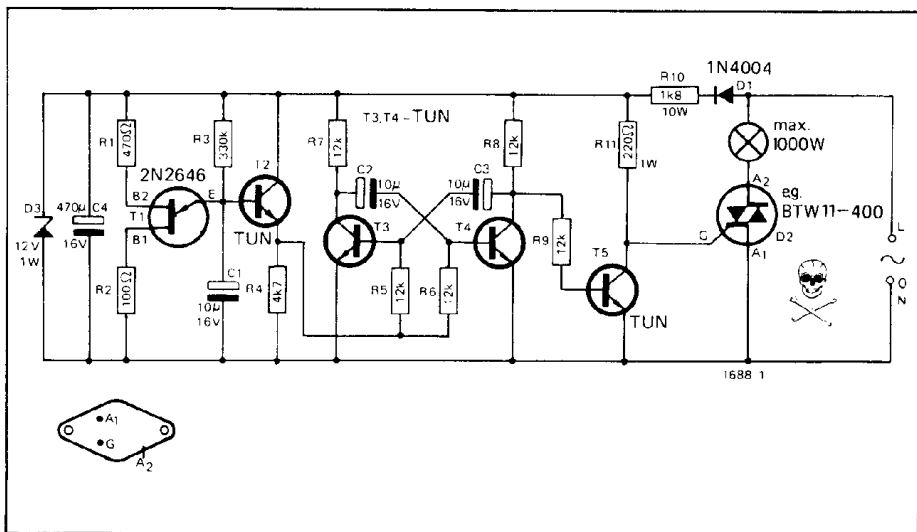 R10
1N4004
1k8
D1
10W
max.
1000W
R1
470Ω
R3
330k
T2
TUN
R7
12k
T3,T4 – TUN
R8
12k
R11
220Ω
1W
C2
10µ
16V
C3
10µ
16V
2N2646
B2
E
T1
B1
D3
12V
1W
470µ
C4
16V
R2
100Ω
C1
10µ
16V
R4
4k7
T3
T4
R5
12k
R6
12k
R9
12k
T5
TUN
A2
e.g.
BTW11-400
G
D2
A1
L
O
N
1688 1
A1
G
A2